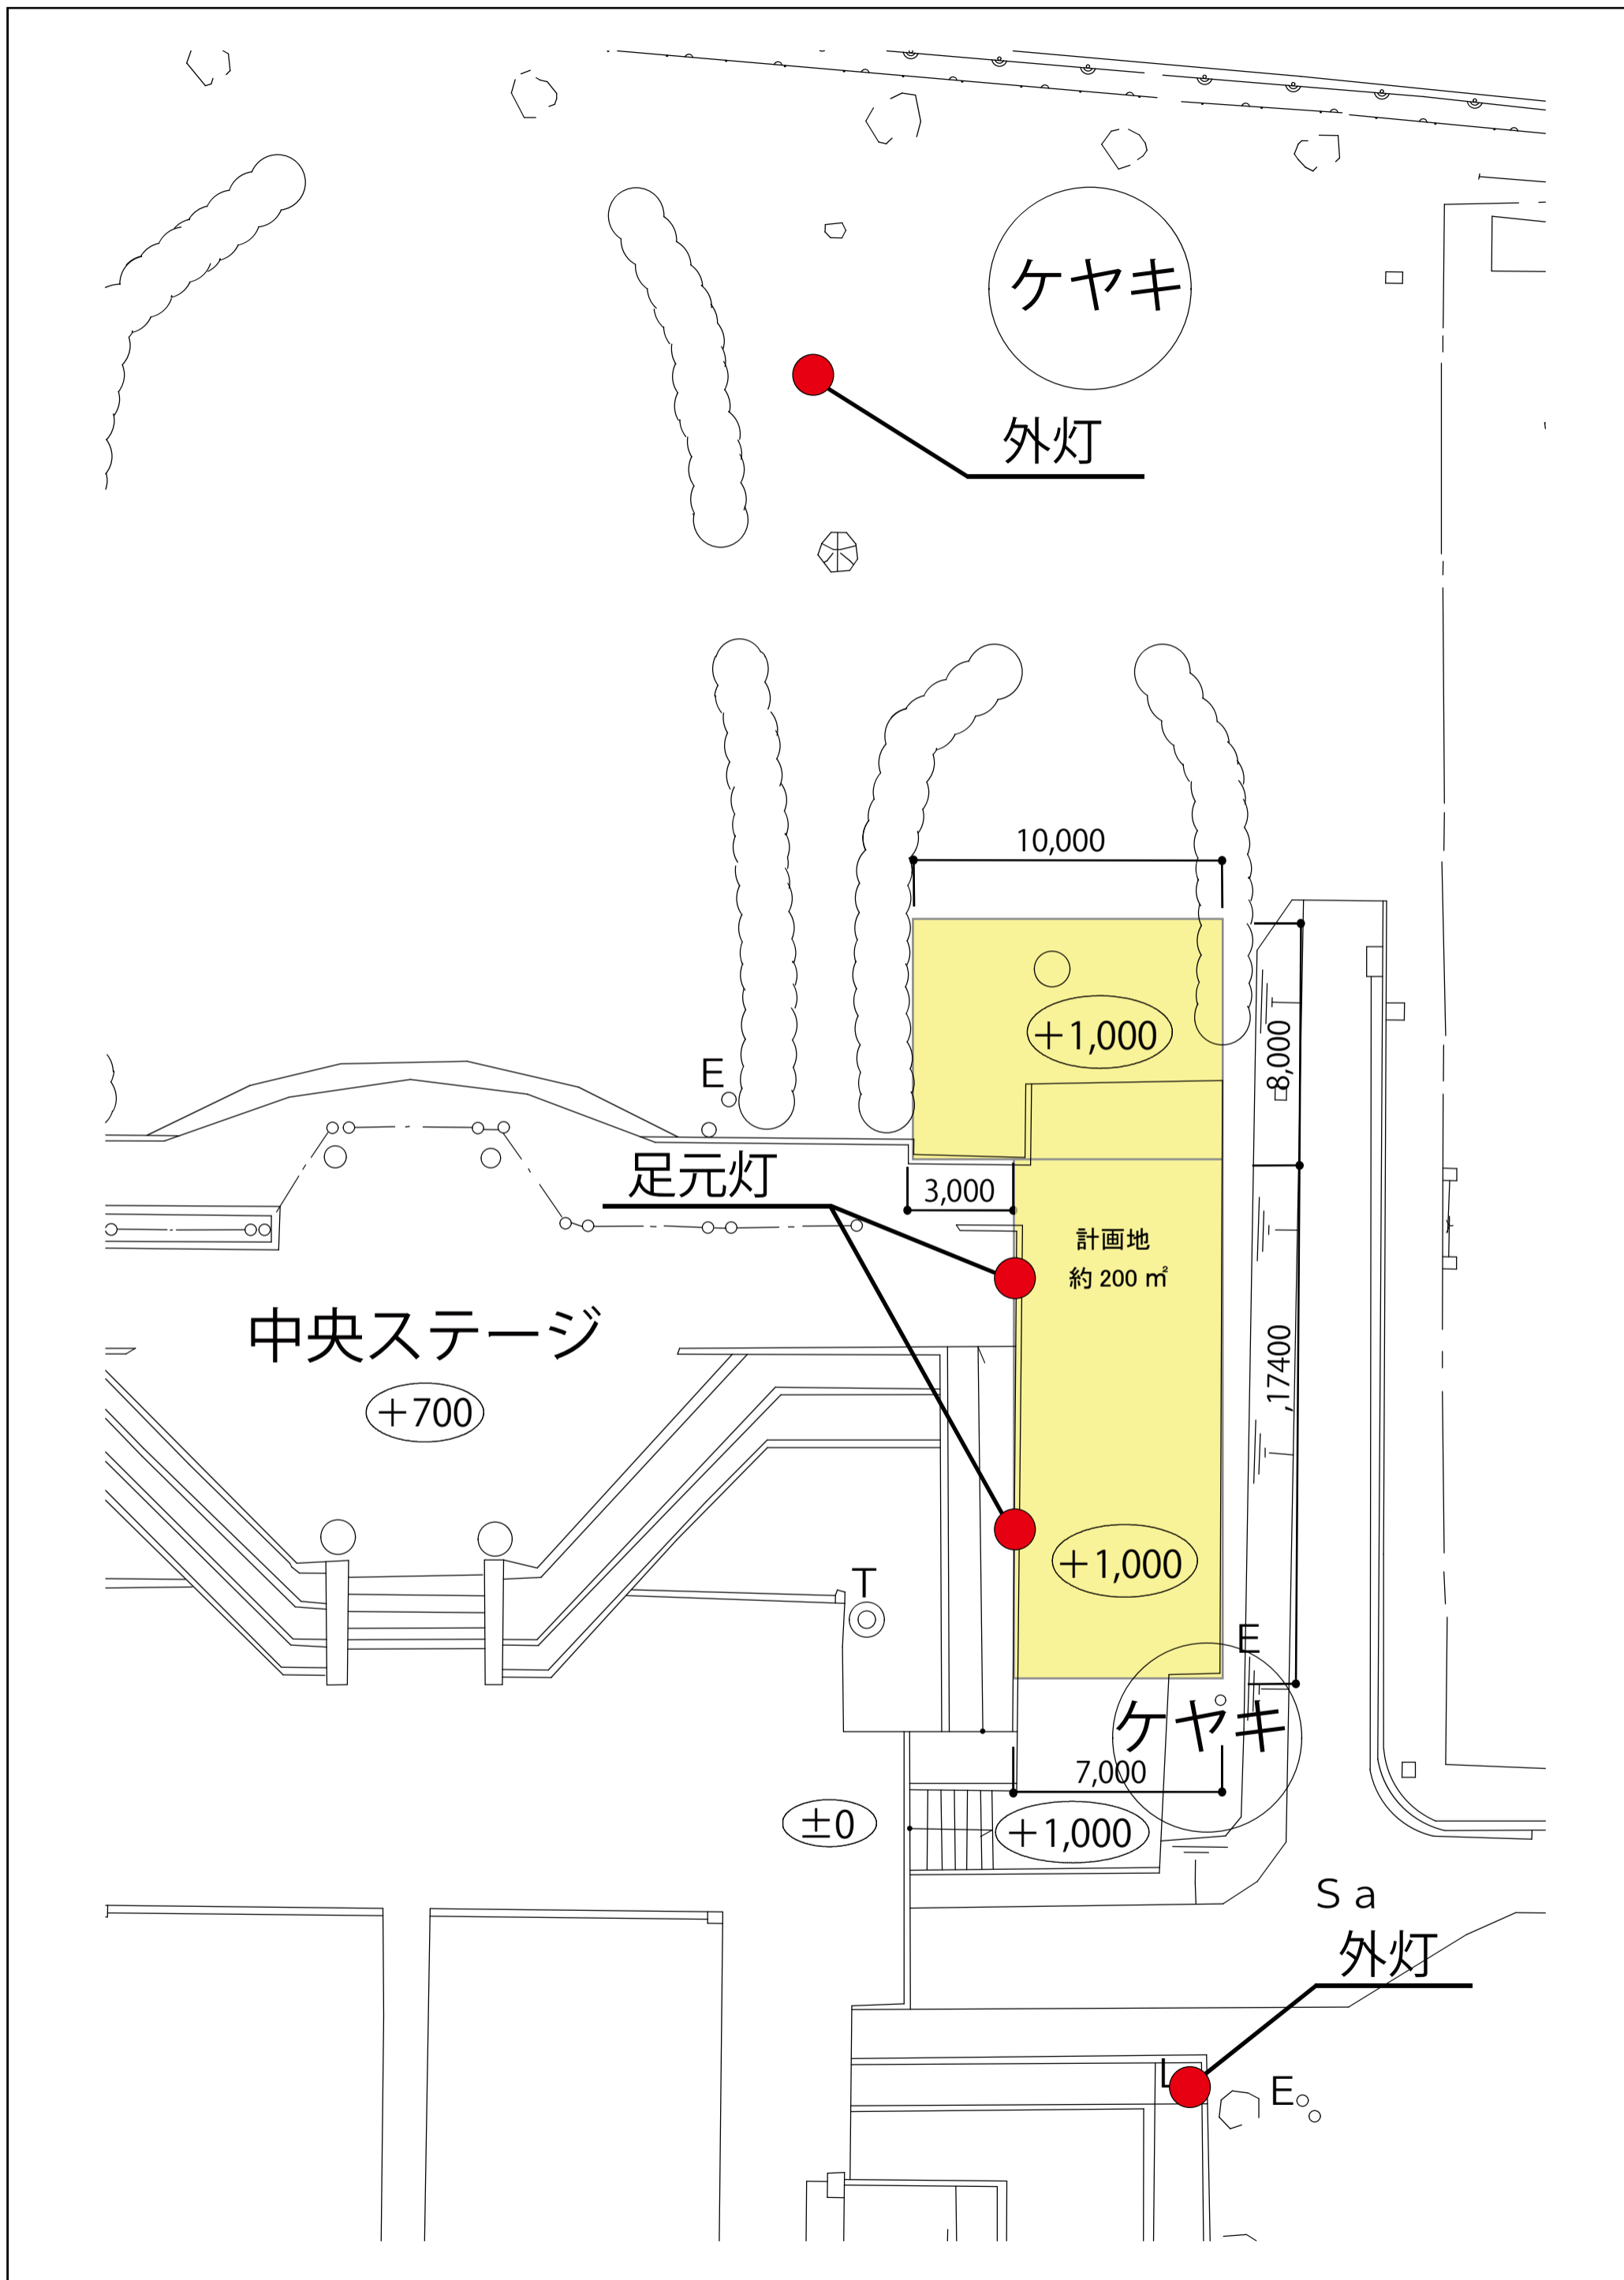 ケヤキ
外灯
10,000
+1,000
8,000
E
足元灯
3,000
計画地
約 200 ㎡
中央ステージ
+700
,17400
+1,000
T
E
ケヤキ
7,000
±0
+1,000
Sa
外灯
L
E